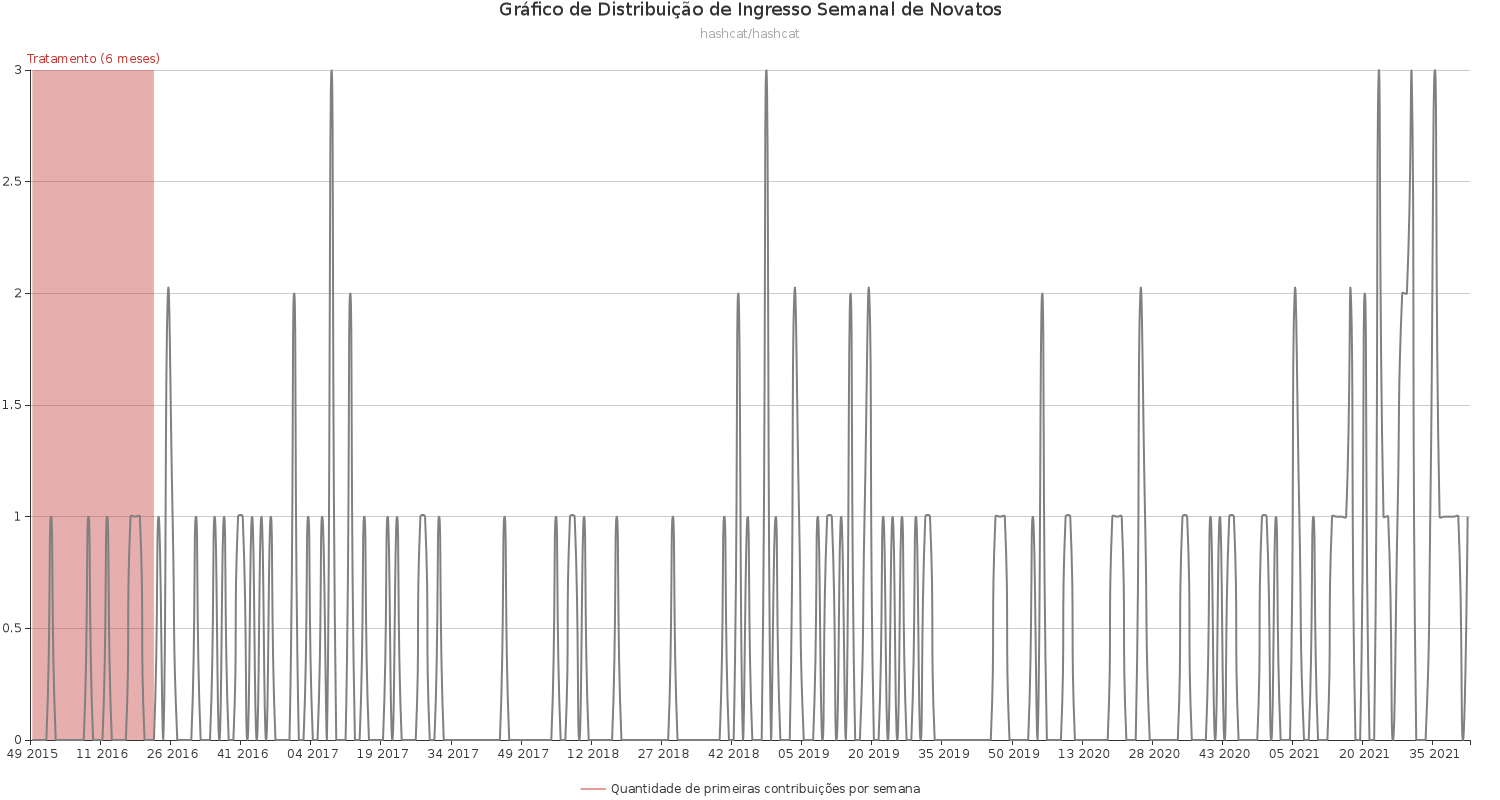 Gráfico de Distribuição de Ingresso Semanal de Novatos
hashcat/hashcat
Tratamento (6 meses)
3
2.5
2
1.5
1
0.5
0
49 2015 11 2016 26 2016 41 2016 04 2017 19 2017 34 2017 49 2017 12 2018 27 2018 42 2018 05 2019 20 2019 35 2019 50 2019 13 2020 28 2020 43 2020 05 2021 20 2021 35 2021
Quantidade de primeiras contribuições por semana